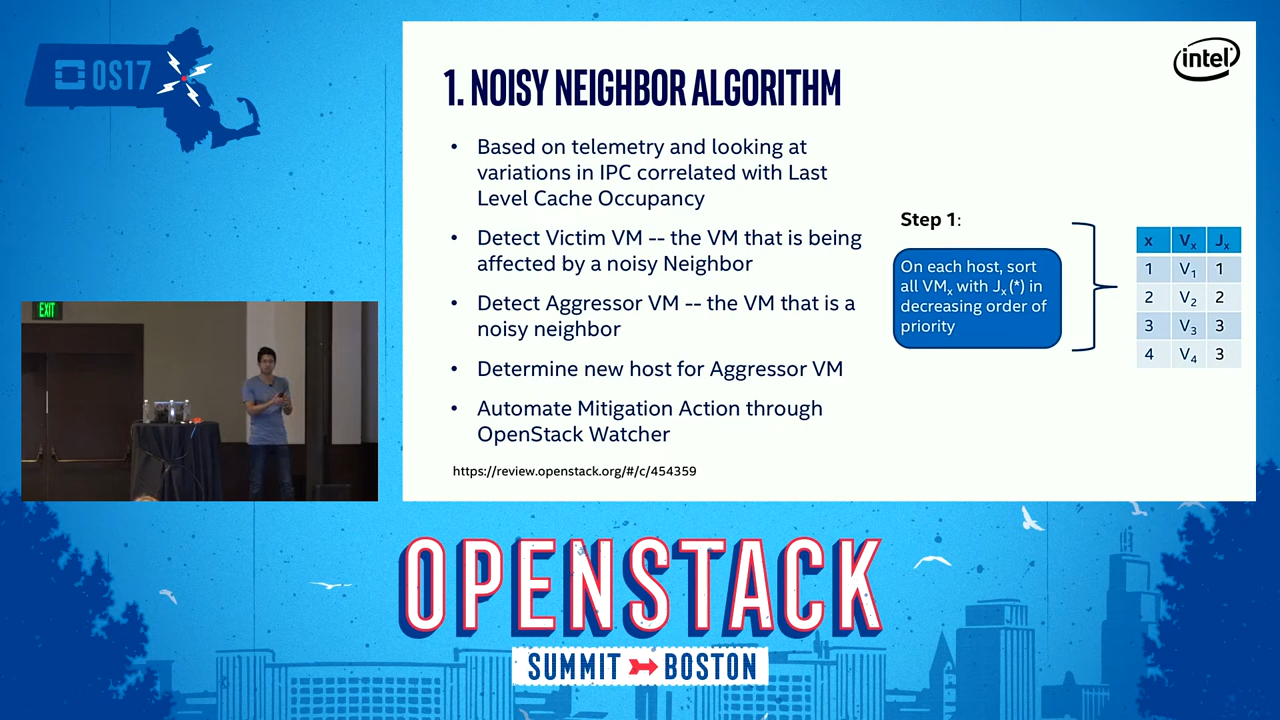 OS17
intel
1. NOISY NEIGHBOR ALGORITHM
• Based on telemetry and looking at
variations in IPC correlated with Last
Level Cache Occupancy
• Detect Victim VM -- the VM that is being
affected by a noisy Neighbor
• Detect Aggressor VM -- the VM that is a
noisy neighbor
• Determine new host for Aggressor VM
• Automate Mitigation Action through
OpenStack Watcher
https://review.openstack.org/#/c/454359
Step 1:
On each host, sort
all VMx with Jx(*) in
decreasing order of
priority
x Vx Jx
1 V1 1
2 V2 2
3 V3 3
4 V4 3
EXIT
OPENSTACK
SUMMIT BOSTON